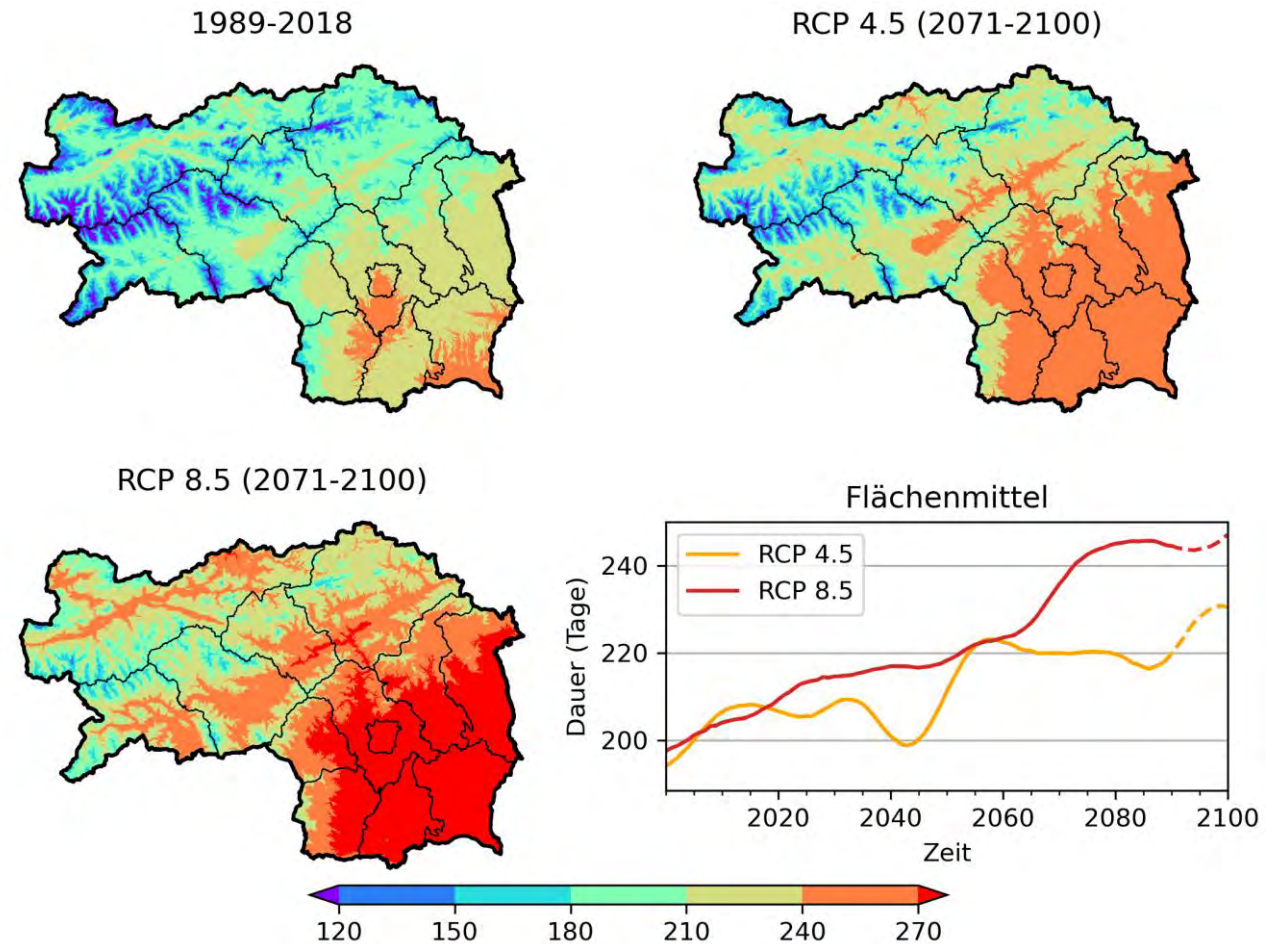 1989-2018
RCP 4.5 (2071-2100)
RCP 8.5 (2071-2100)
Flächenmittel
RCP 4.5
RCP 8.5
Dauer (Tage)
240
220
200
2020 2040 2060 2080 2100
Zeit
120 150 180 210 240 270